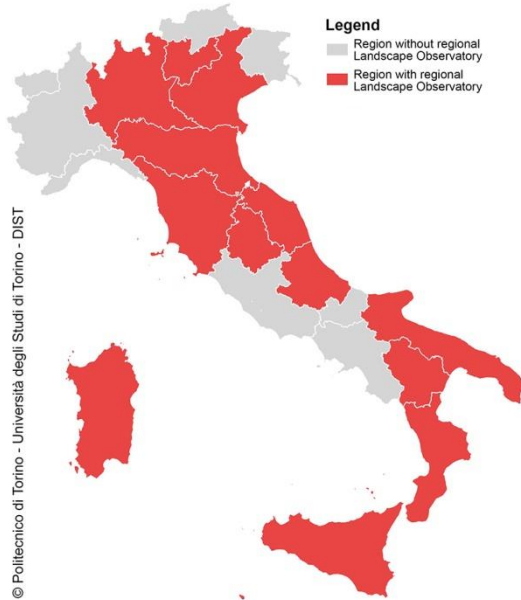 Legend
Region without regional
Landscape Observatory
Region with regional
Landscape Observatory
© Politecnico di Torino - Università degli Studi di Torino - DIST